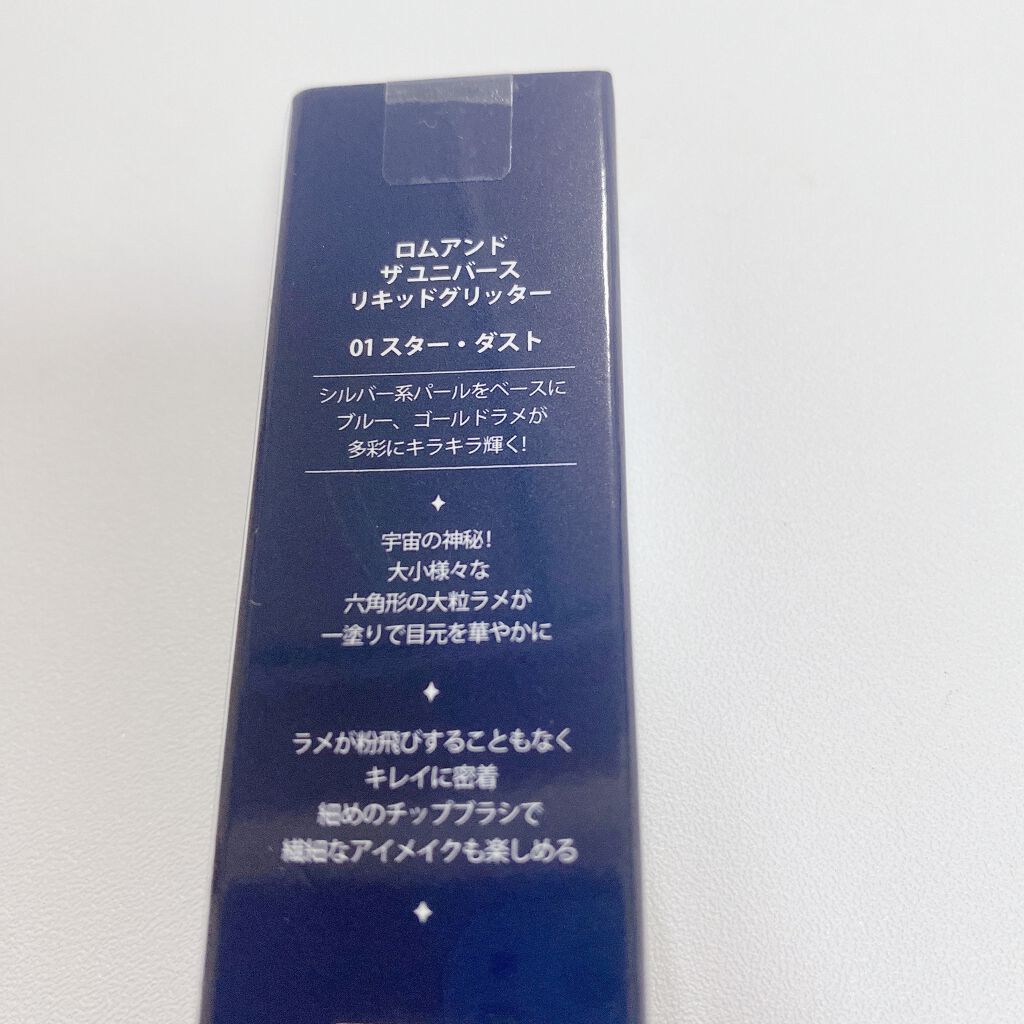 ロムアンド
ザ ユニバース
リキッドグリッター
01 スター・ダスト
シルバー系パールをベースに
ブルー、ゴールドラメが
多彩にキラキラ輝く!
宇宙の神秘!
大小様々な
六角形の大粒ラメが
一塗りで目元を華やかに
ラメが粉飛びすることもなく
キレイに密着
細めのチップブラシで
繊細なアイメイクも楽しめる